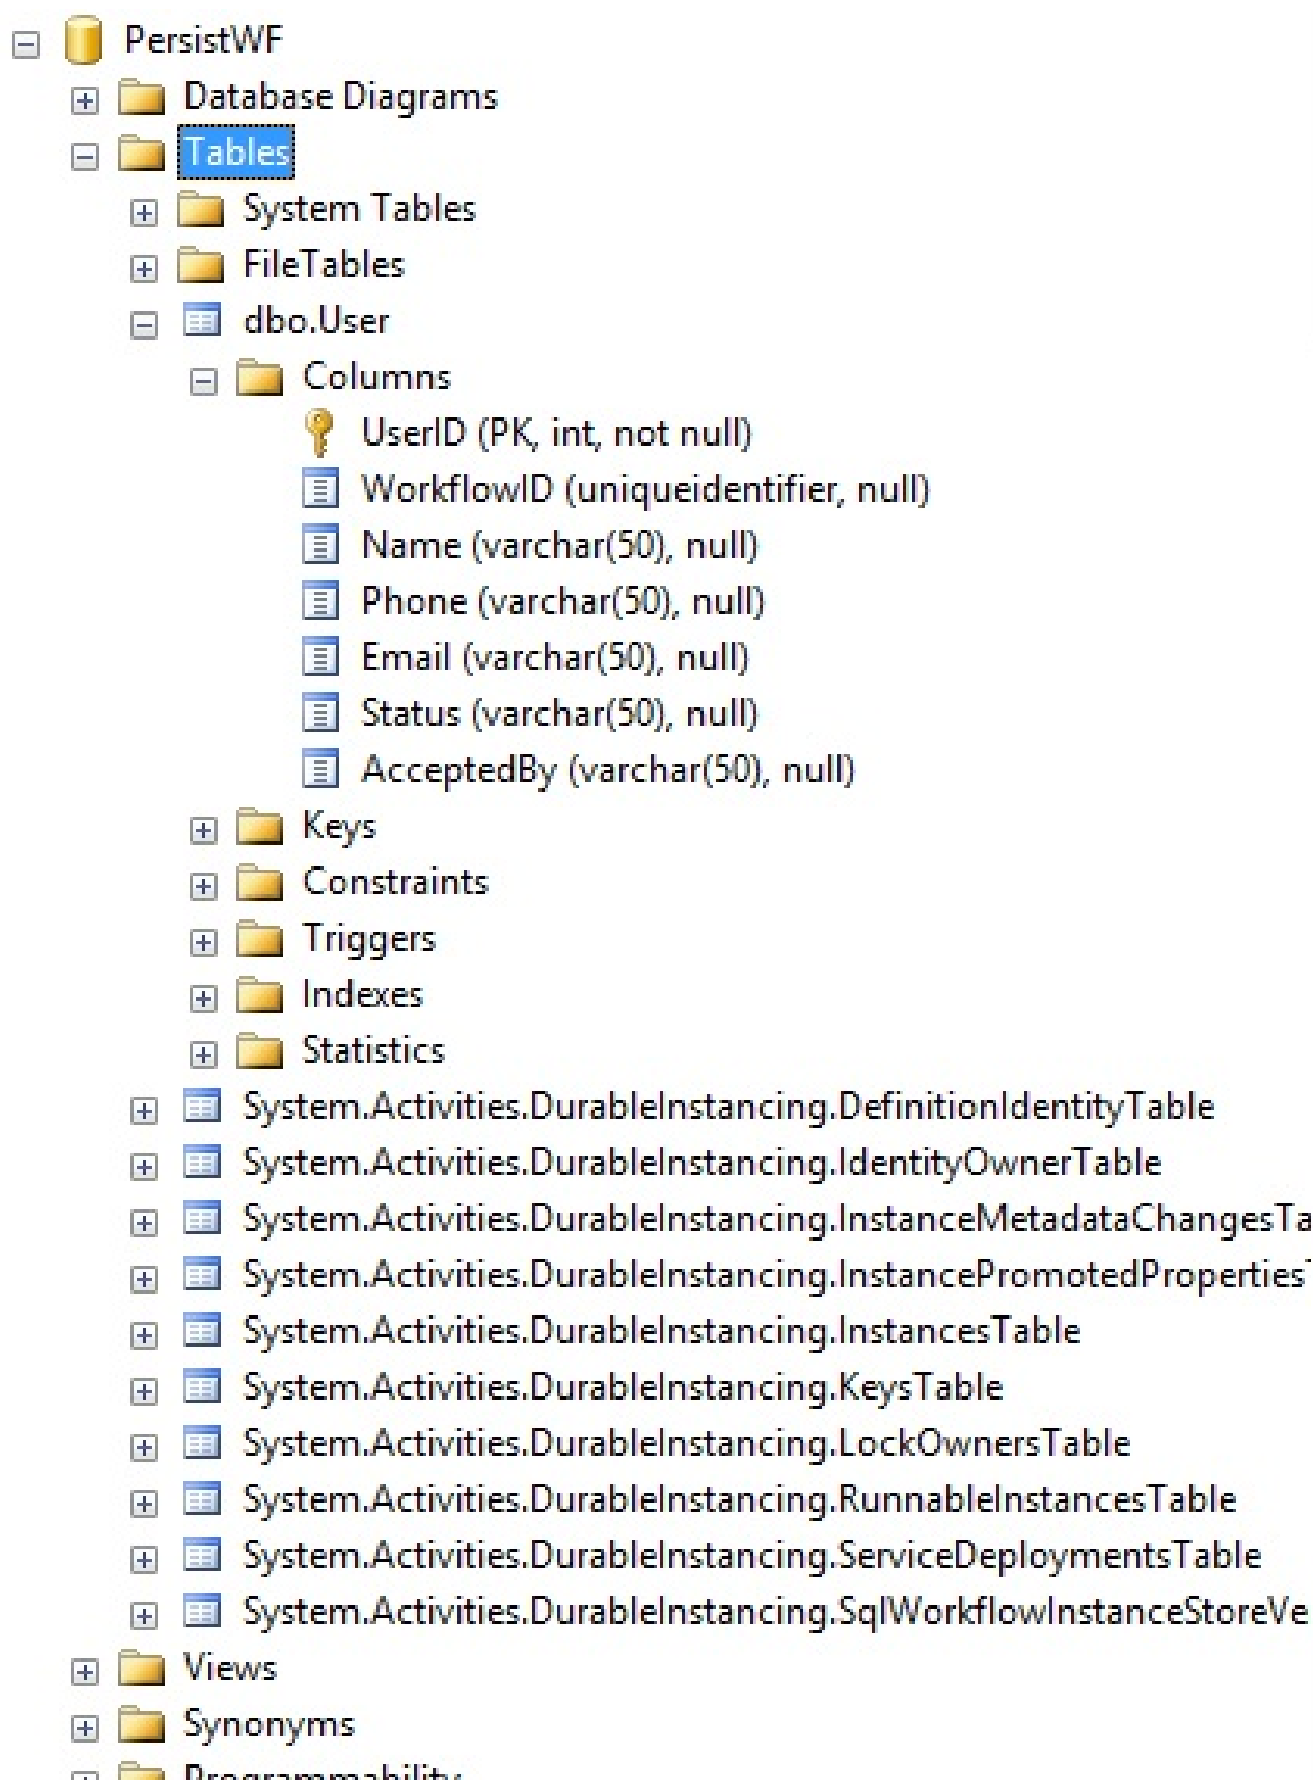 PersistWF
Database Diagrams
Tables
System Tables
FileTables
dbo.User
Columns
UserID (PK, int, not null)
WorkflowID (uniqueidentifier, null)
Name (varchar(50), null)
Phone (varchar(50), null)
Email (varchar(50), null)
Status (varchar(50), null)
AcceptedBy (varchar(50), null)
Keys
Constraints
Triggers
Indexes
Statistics
System.Activities.DurableInstancing.DefinitionIdentityTable
System.Activities.DurableInstancing.IdentityOwnerTable
System.Activities.DurableInstancing.InstanceMetadataChangesTa
System.Activities.DurableInstancing.InstancePromotedPropertiesT
System.Activities.DurableInstancing.InstancesTable
System.Activities.DurableInstancing.KeysTable
System.Activities.DurableInstancing.LockOwnersTable
System.Activities.DurableInstancing.RunnableInstancesTable
System.Activities.DurableInstancing.ServiceDeploymentsTable
System.Activities.DurableInstancing.SqlWorkflowInstanceStoreVe
Views
Synonyms
Programmability